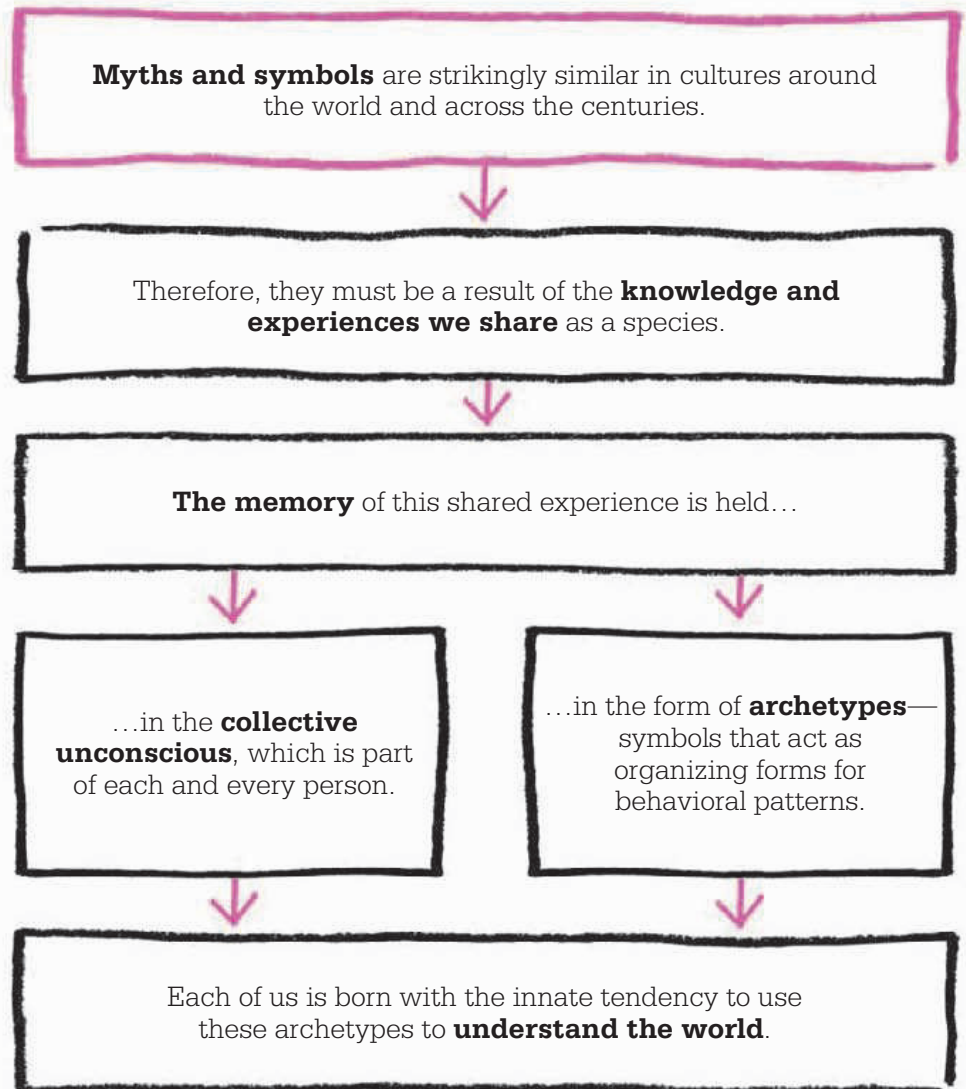 Myths and symbols are strikingly similar in cultures around
the world and across the centuries.
Therefore, they must be a result of the knowledge and
experiences we share as a species.
The memory of this shared experience is held…
…in the collective
unconscious, which is part
of each and every person.
…in the form of archetypes—
symbols that act as
organizing forms for
behavioral patterns.
Each of us is born with the innate tendency to use
these archetypes to understand the world.